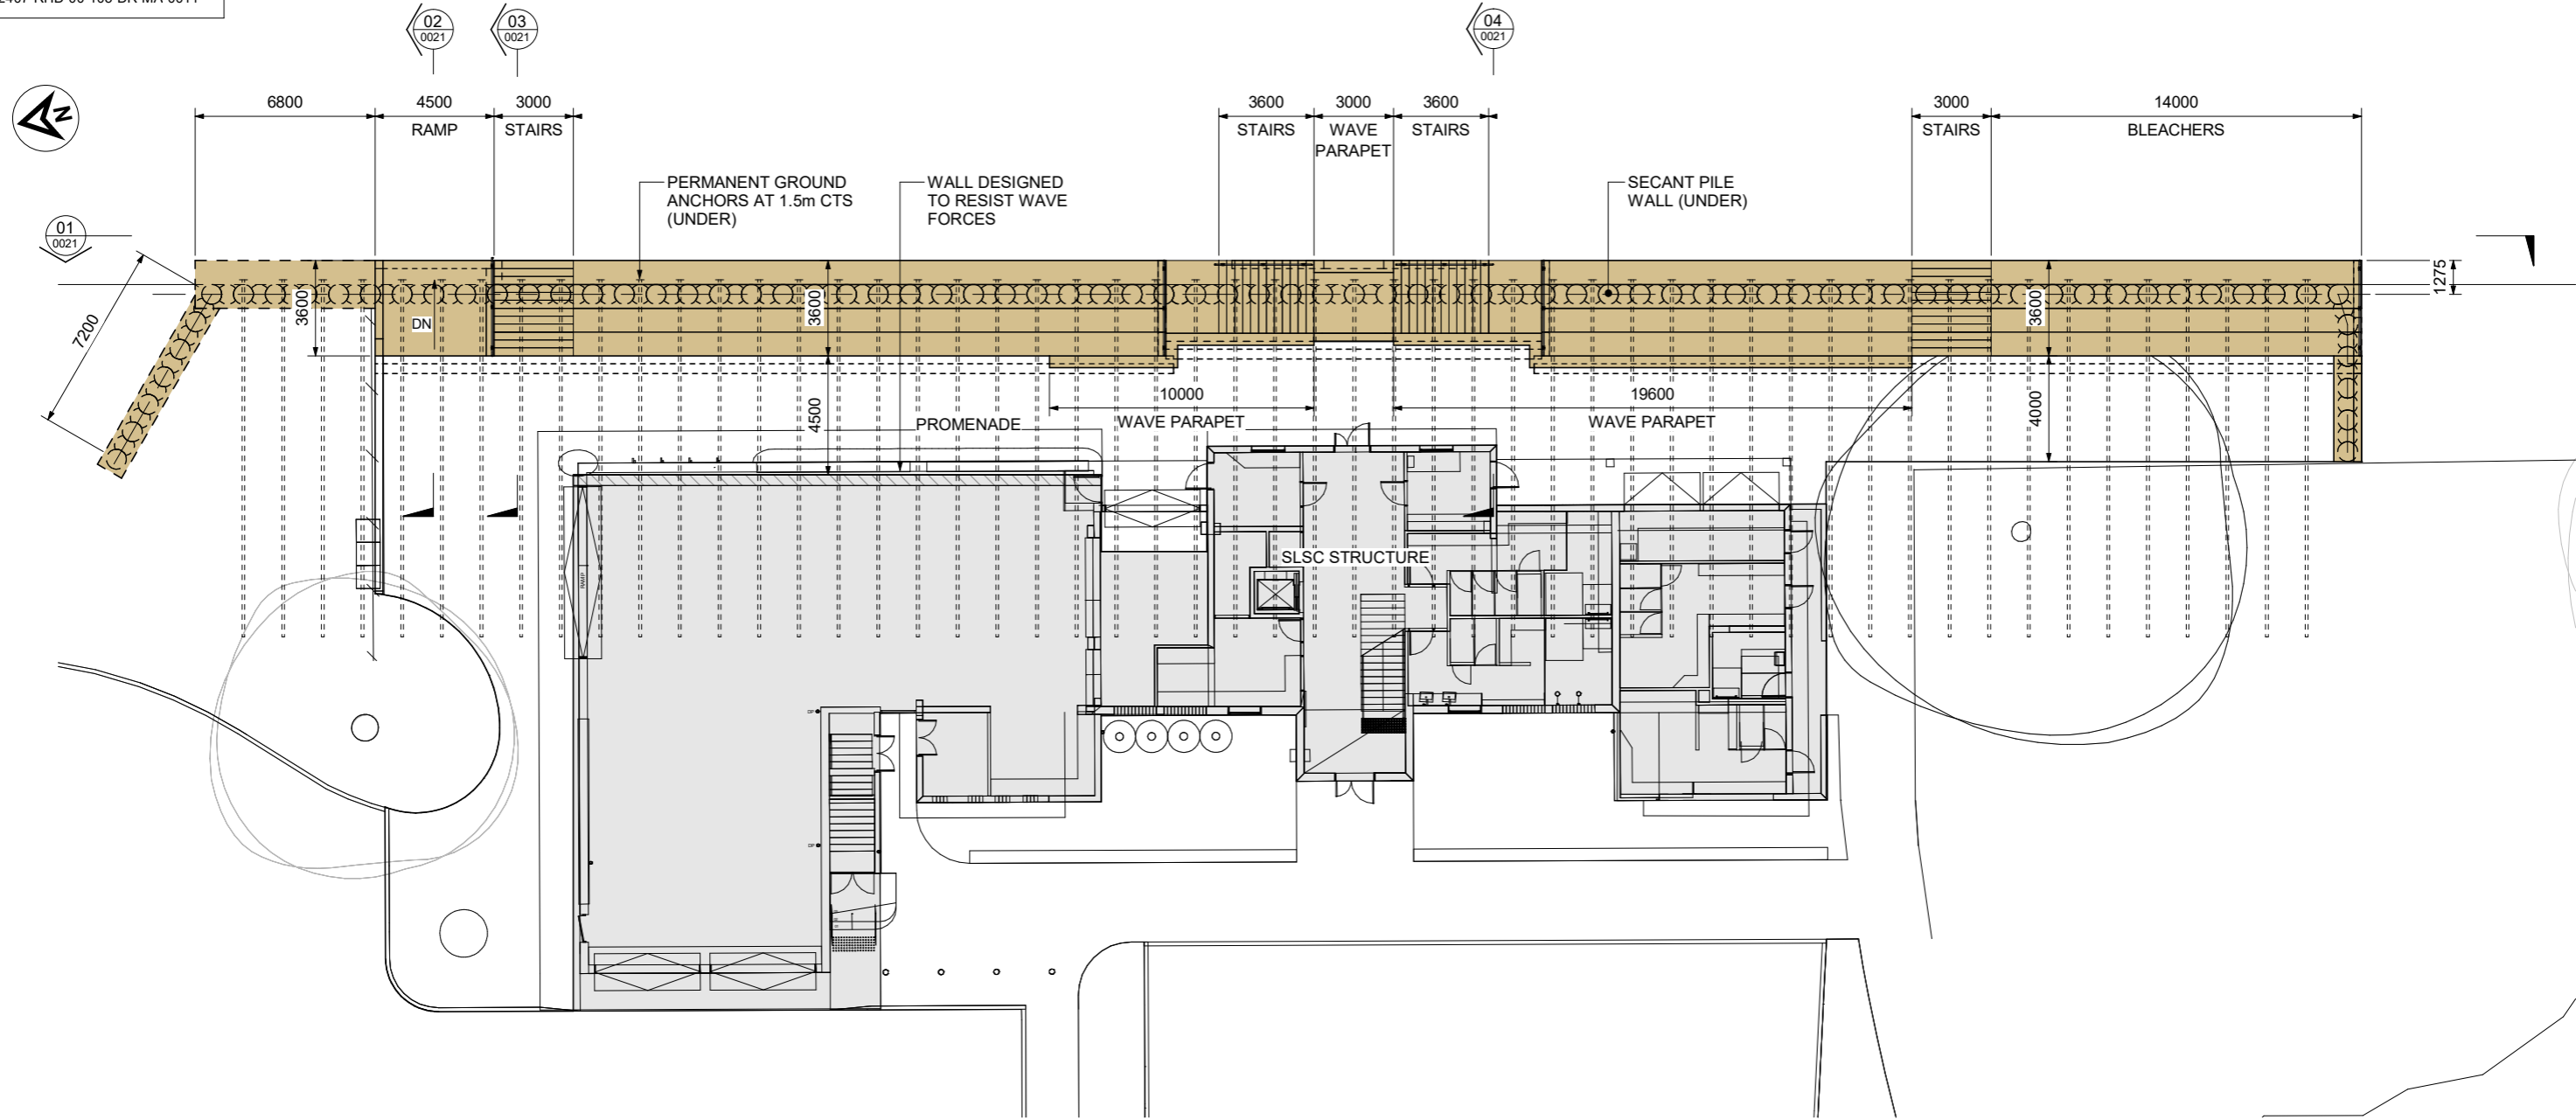 02
0021
03
0021
04
0021
N
6800
4500
3000
3600
3000
3600
3000
14000
RAMP
STAIRS
STAIRS
WAVE
PARAPET
STAIRS
STAIRS
BLEACHERS
PERMANENT GROUND
ANCHORS AT 1.5m CTS
(UNDER)
WALL DESIGNED
TO RESIST WAVE
FORCES
SECANT PILE
WALL (UNDER)
01
0021
7200
3600
DN
3600
3600
1275
10000
19600
4500
PROMENADE
WAVE PARAPET
WAVE PARAPET
4000
SLSC STRUCTURE
RAMP
DP
DP